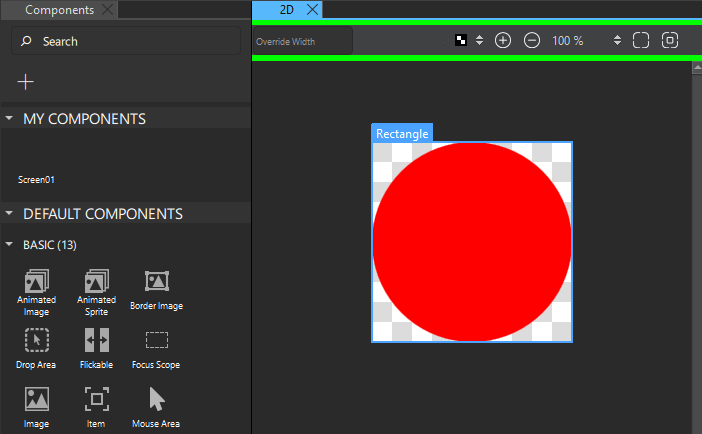 Components
2D
Search
Override Width
100 %
MY COMPONENTS
Screen01
DEFAULT COMPONENTS
BASIC (13)
Animated
Image
Animated
Sprite
Border Image
Drop Area
Flickable
Focus Scope
Image
Item
Mouse Area
Rectangle